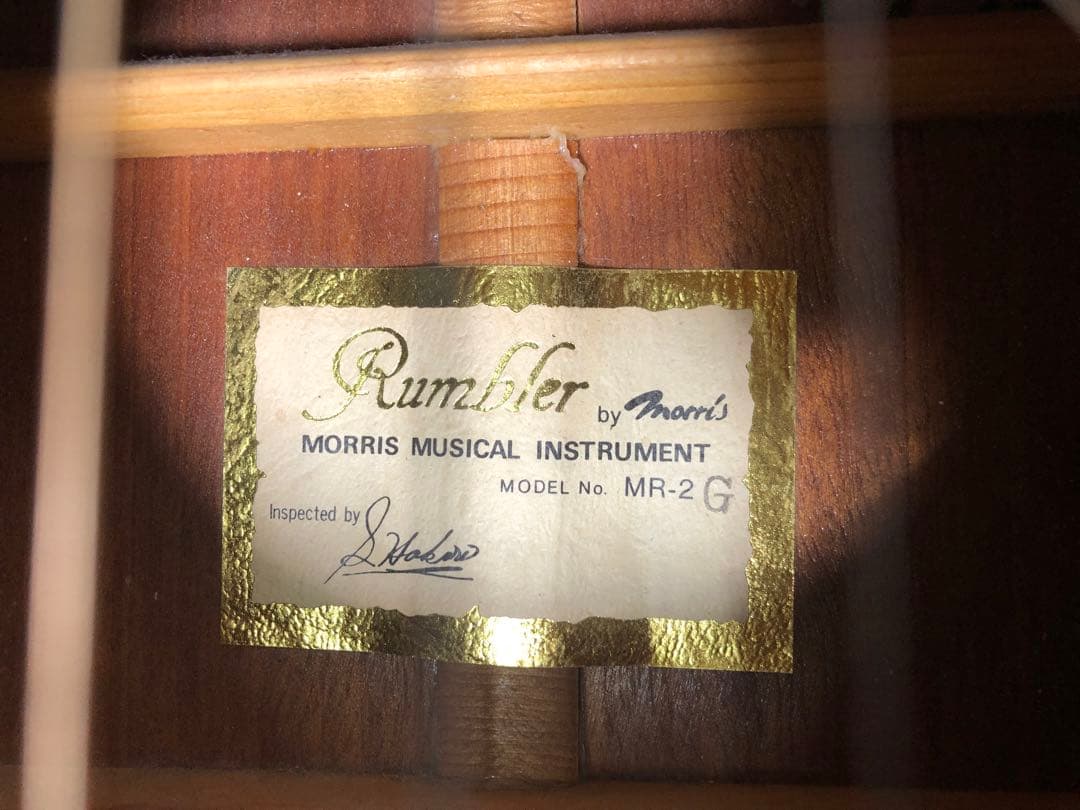 Rumbler by Morris
MORRIS MUSICAL INSTRUMENT
MODEL No. MR-2 G
Inspected by